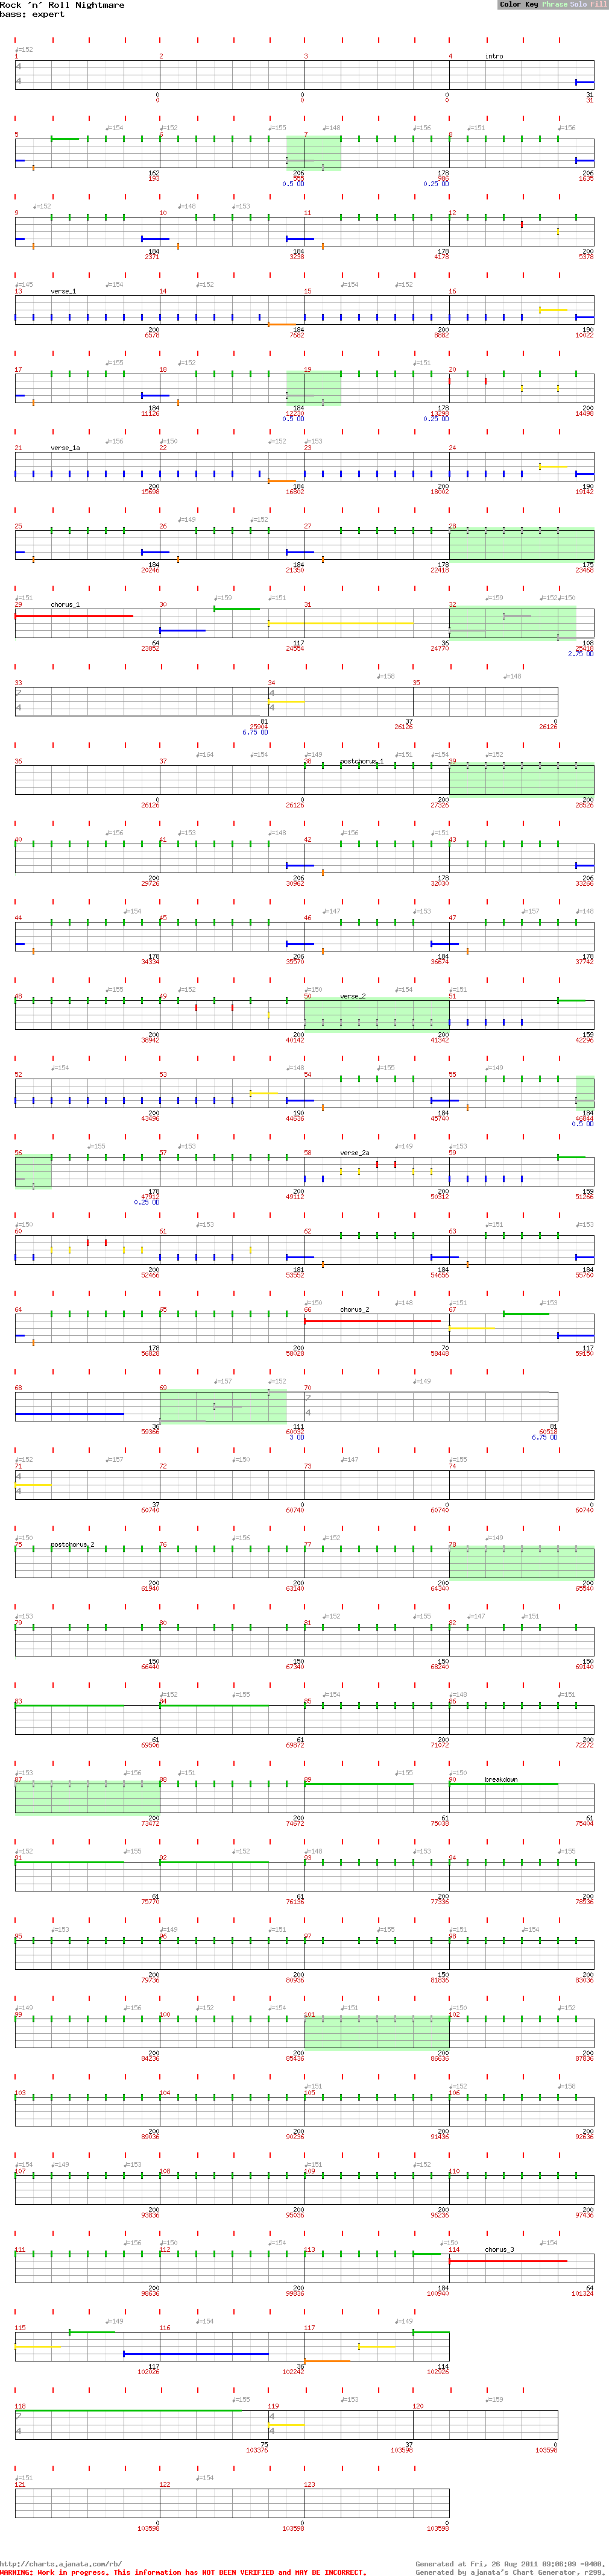 Rock 'n' Roll Nightmare
Color Key Phrase Solo Fill
bass: expert
♩=152
1 2 3 4 intro
0 0 0 31
0 0 0 31
♩=154 ♩=152 ♩=155 ♩=148 ♩=156 ♩=151 ♩=156
5 6 7 8
162 206 178 206
193 986 1635
0.5 OD 0.25 OD
♩=152 ♩=148 ♩=153
9 10 11 12
184 184 178 200
2371 3238 4178 5378
♩=145 ♩=154 ♩=152 ♩=154 ♩=152
13 verse_1 14 15 16
200 184 200 190
6578 7682 8882 10022
♩=155 ♩=152 ♩=151
17 18 19 20
184 184 178 200
11126 12230 13298 14498
0.5 OD 0.25 OD
♩=156 ♩=150 ♩=152 ♩=153
21 verse_1a 22 23 24
200 184 200 190
15698 16802 18002 19142
♩=149 ♩=152
25 26 27 28
184 184 178 175
20246 21350 22418 23468
♩=151 ♩=159 ♩=151 ♩=159 ♩=152 ♩=150
29 chorus_1 30 31 32
64 117 36 108
23852 24554 24770 25418
2.75 OD
♩=158 ♩=148
33 34 35
81 37 0
25904 26126 26126
6.75 OD
♩=164 ♩=154 ♩=149 ♩=151 ♩=154 ♩=152
36 37 38 postchorus_1 39
0 0 200 200
26126 26126 27326 28526
♩=156 ♩=153 ♩=148 ♩=156 ♩=151
40 41 42 43
200 206 178 206
29726 30962 32030 33266
♩=154 ♩=147 ♩=153 ♩=157 ♩=148
44 45 46 47
178 206 184 178
34334 35570 36674 37742
♩=155 ♩=152 ♩=150 ♩=154 ♩=151
48 49 50 verse_2 51
200 200 200 159
38942 40142 41342 42296
♩=154 ♩=148 ♩=155 ♩=149
52 53 54 55
200 190 184 184
43496 44636 45740 46844
0.5 OD
♩=155 ♩=153 ♩=149 ♩=153
56 57 58 verse_2a 59
178 200 200 159
47912 49112 50312 51266
0.25 OD
♩=150 ♩=153 ♩=151 ♩=153
60 61 62 63
200 181 184 184
52466 53552 54656 55760
♩=150 ♩=148 ♩=151 ♩=153
64 65 66 chorus_2 67
178 200 70 117
56828 58028 58448 59150
♩=157 ♩=152 ♩=149
68 69 70
36 111 81
59366 60032 60518
3 OD 6.75 OD
♩=152 ♩=157 ♩=150 ♩=147 ♩=155
71 72 73 74
37 0 0 0
60740 60740 60740 60740
♩=150 ♩=156 ♩=152 ♩=149
75 postchorus_2 76 77 78
200 200 200 200
61940 63140 64340 65540
♩=153 ♩=152 ♩=155 ♩=147 ♩=151
79 80 81 82
150 150 150 150
66440 67340 68240 69140
♩=152 ♩=155 ♩=154 ♩=148 ♩=151
83 84 85 86
61 61 200 200
69506 69872 71072 72272
♩=153 ♩=156 ♩=151 ♩=155 ♩=150
87 88 89 90 breakdown
200 200 61 61
73472 74672 75038 75404
♩=152 ♩=155 ♩=152 ♩=148 ♩=153 ♩=155
91 92 93 94
61 61 200 200
75770 76136 77336 78536
♩=153 ♩=149 ♩=151 ♩=155 ♩=151 ♩=154
95 96 97 98
200 200 150 200
79736 80936 81836 83036
♩=149 ♩=156 ♩=152 ♩=154 ♩=151 ♩=150 ♩=152
99 100 101 102
200 200 200 200
84236 85436 86636 87836
♩=151 ♩=152 ♩=158
103 104 105 106
200 200 200 200
89036 90236 91436 92636
♩=154 ♩=149 ♩=153 ♩=151 ♩=152
107 108 109 110
200 200 200 200
93836 95036 96236 97436
♩=156 ♩=150 ♩=154 ♩=150 ♩=154
111 112 113 114 chorus_3
200 200 184 64
98636 99836 100940 101324
♩=149 ♩=154 ♩=149
115 116 117
117 36 114
102026 102242 102926
♩=155 ♩=153 ♩=159
118 119 120
75 37 0
103376 103598 103598
♩=151 ♩=154
121 122 123
0 0 0
103598 103598 103598
http://charts.ajanata.com/rb/
Generated at Fri, 26 Aug 2011 09:06:09 -0400.
WARNING: Work in progress. This information has NOT BEEN VERIFIED and MAY BE INCORRECT.
Generated by ajanata's Chart Generator, r299.